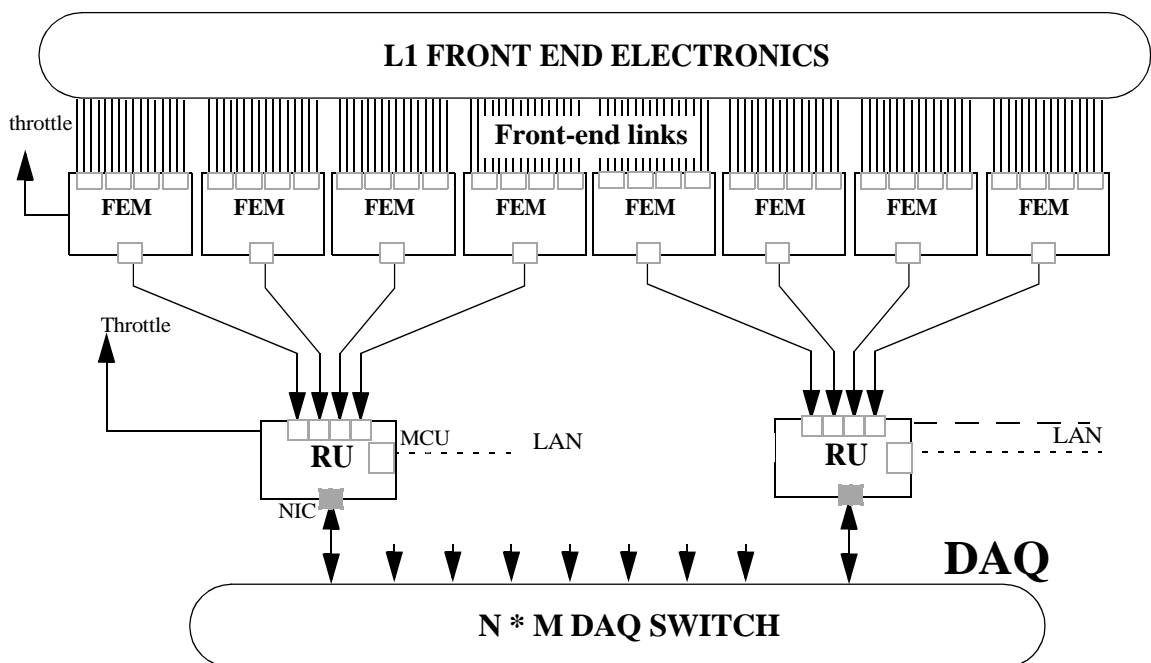 L1 FRONT END ELECTRONICS
throttle
Front-end links
FEM FEM FEM FEM FEM FEM FEM FEM
Throttle
MCU
LAN
LAN
RU
RU
NIC
DAQ
N * M DAQ SWITCH